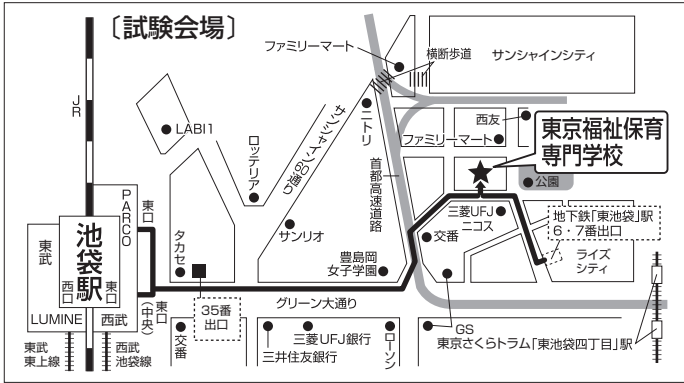 〔試験会場〕
JR
ファミリーマート
横断歩道
サンシャインシティ
LABI1
ロッテリア
サンシャイン60通り
ニトリ
首都高速道路
西友
ファミリーマート
東京福祉保育
専門学校
公園
PARCO
東口
東武
池袋駅
西口
東口
東口
(中央)
LUMINE
西武
東武
東上線
西武
池袋線
タカセ
35番
出口
サンリオ
豊島岡
女子学園
交番
三菱UFJ
ニコス
地下鉄「東池袋」駅
6・7番出口
ライズ
シティ
グリーン大通り
交番
三井住友銀行
三菱UFJ銀行
ローソン
GS
東京さくらトラム「東池袋四丁目」駅